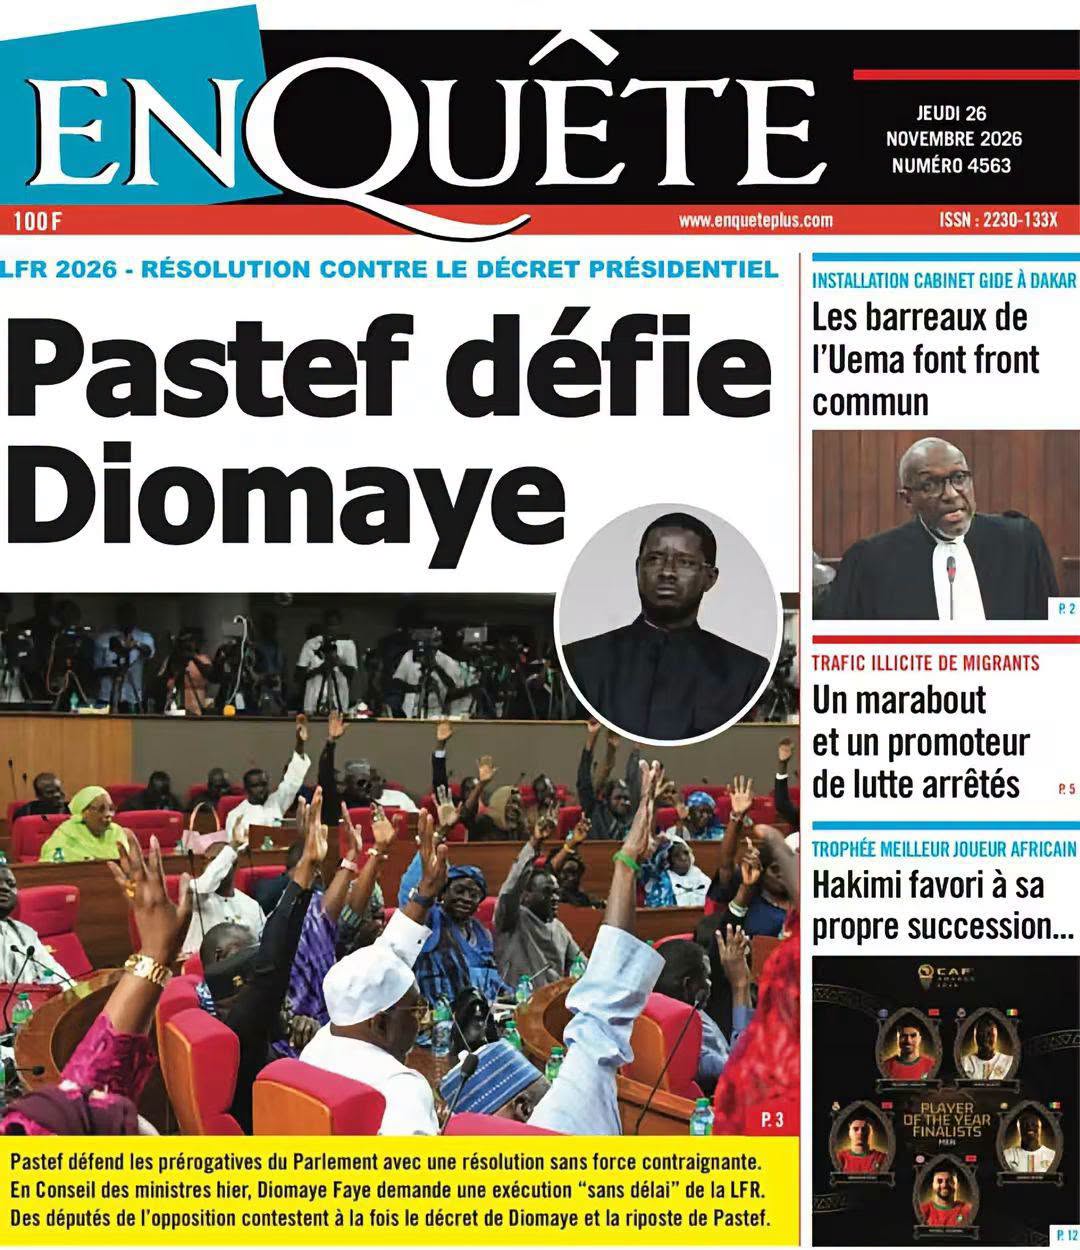 ENQUÊTE
JEUDI 26
NOVEMBRE 2026
NUMÉRO 4563
100 F
www.enqueteplus.com
ISSN : 2230-133X
LFR 2026 - RÉSOLUTION CONTRE LE DÉCRET PRÉSIDENTIEL
Pastef défie
Diomaye
P. 3
Pastef défend les prérogatives du Parlement avec une résolution sans force contraignante.
En Conseil des ministres hier, Diomaye Faye demande une exécution “sans délai” de la LFR.
Des députés de l’opposition contestent à la fois le décret de Diomaye et la riposte de Pastef.
INSTALLATION CABINET GIDE À DAKAR
Les barreaux de
l’Uema font front
commun
P. 2
TRAFIC ILLICITE DE MIGRANTS
Un marabout
et un promoteur
de lutte arrêtés
P. 5
TROPHÉE MEILLEUR JOUEUR AFRICAIN
Hakimi favori à sa
propre succession...
CAF
PLAYER
OF THE YEAR
FINALISTS
P. 12